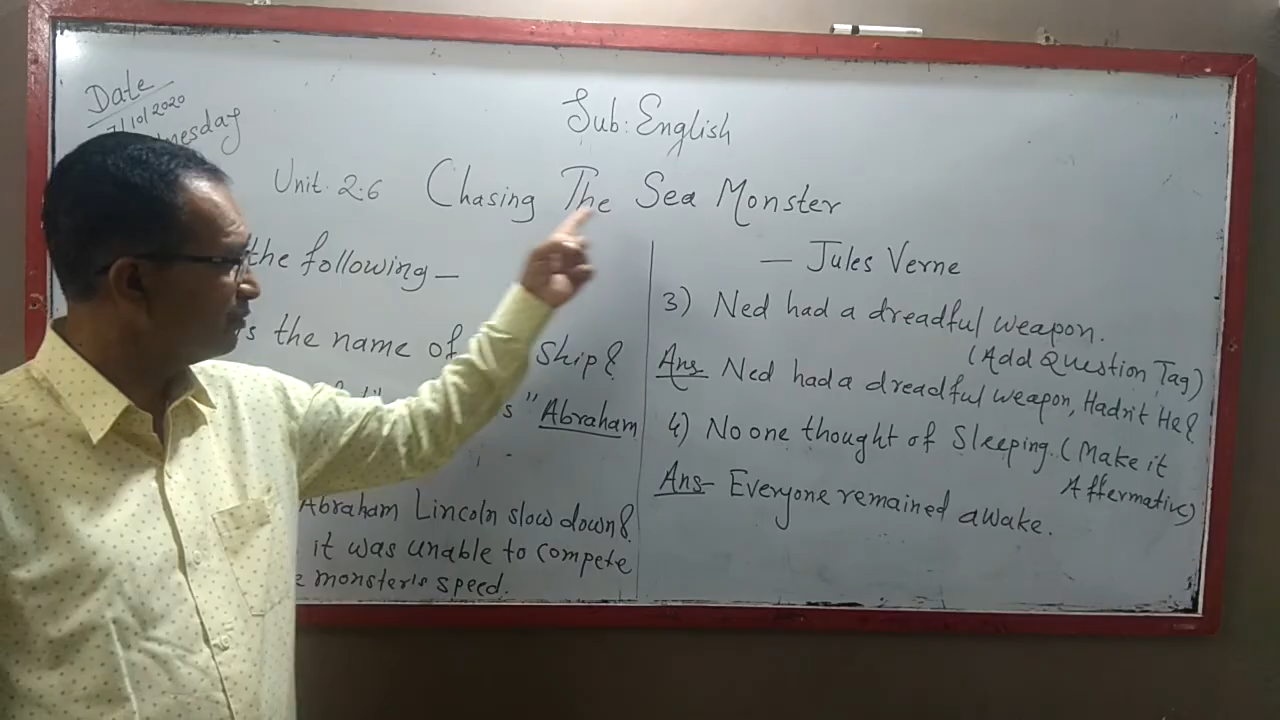 Date
7/10/2020
nesday
Sub: English
Unit. 2.6 Chasing The Sea Monster
— Jules Verne
the following —
s the name of Ship?
s "Abraham
Abraham Lincoln slow down?
it was unable to compete
monster's speed.
3) Ned had a dreadful weapon.
(Add Question Tag)
Ans Ned had a dreadful weapon, Hadn't He?
4) No one thought of Sleeping. (Make it
Affermative)
Ans- Everyone remained awake.